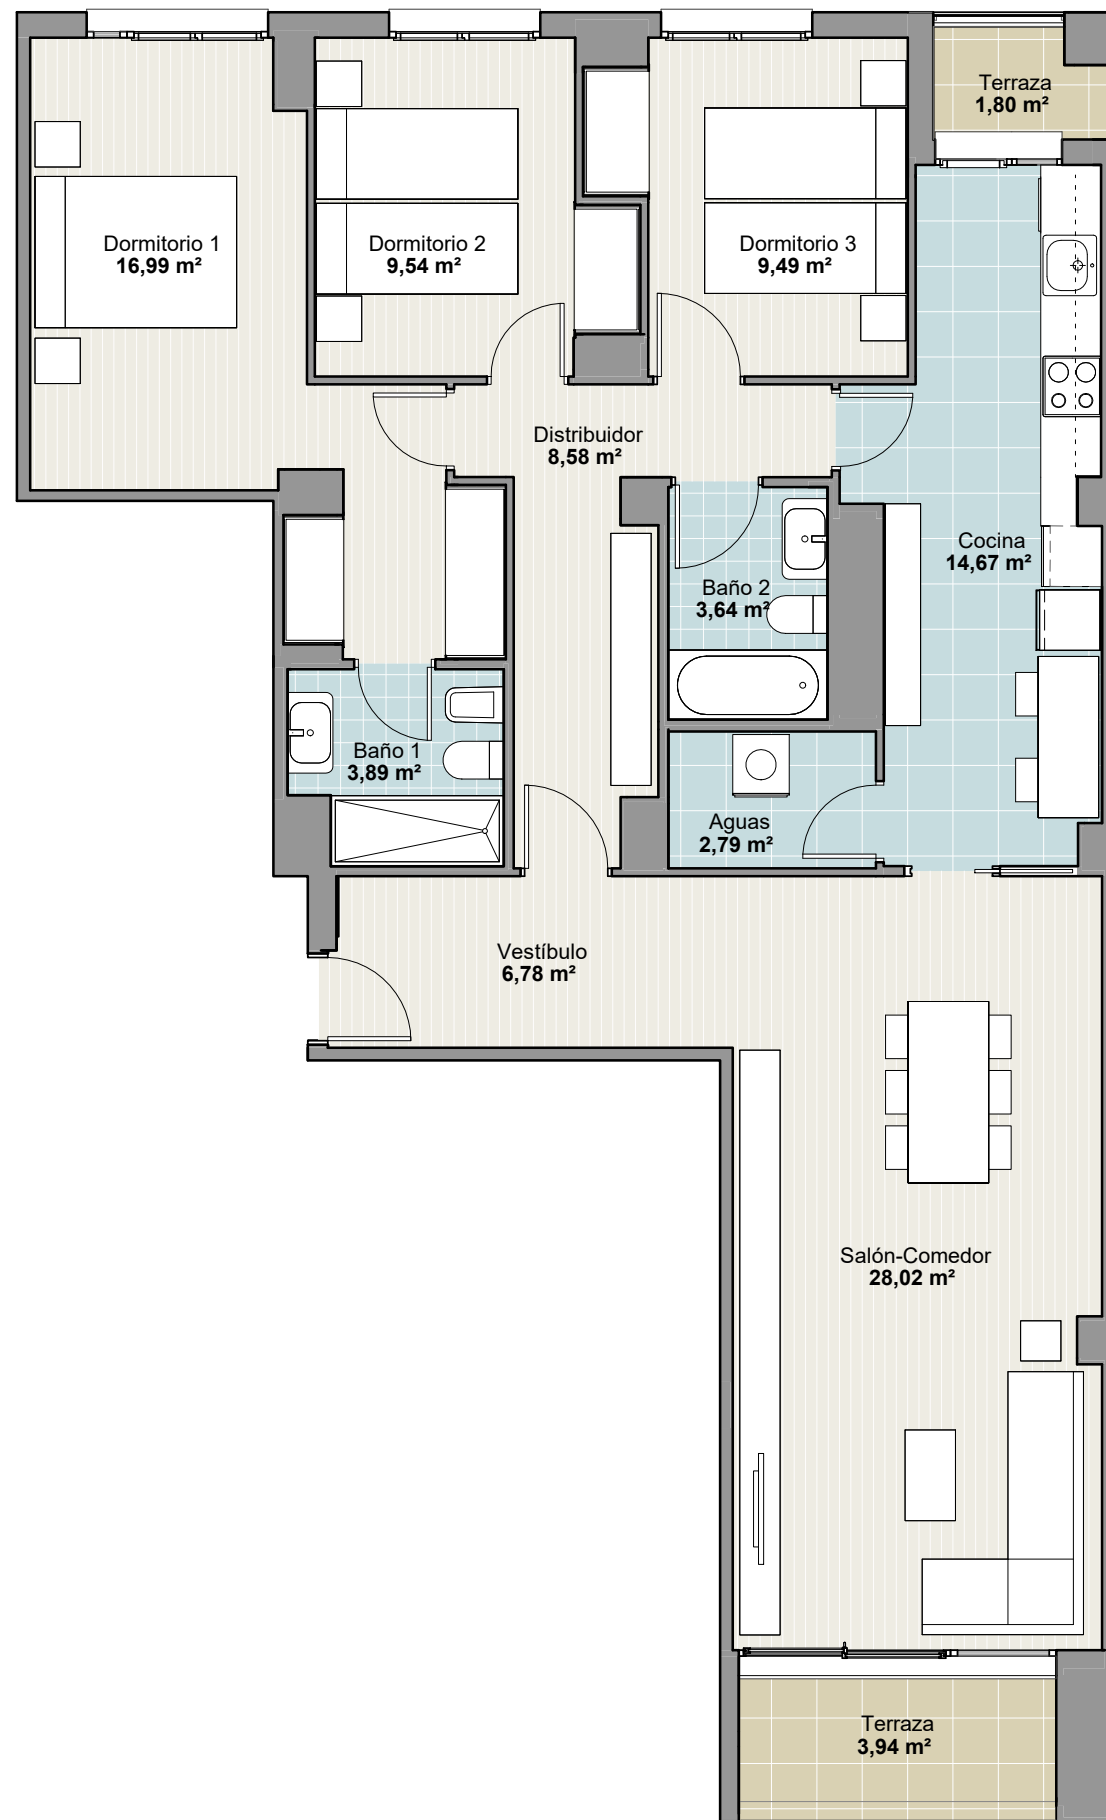 Terraza
1,80 m²
Dormitorio 1
16,99 m²
Dormitorio 2
9,54 m²
Dormitorio 3
9,49 m²
Distribuidor
8,58 m²
Cocina
14,67 m²
Baño 2
3,64 m²
Baño 1
3,89 m²
Aguas
2,79 m²
Vestíbulo
6,78 m²
Salón-Comedor
28,02 m²
Terraza
3,94 m²